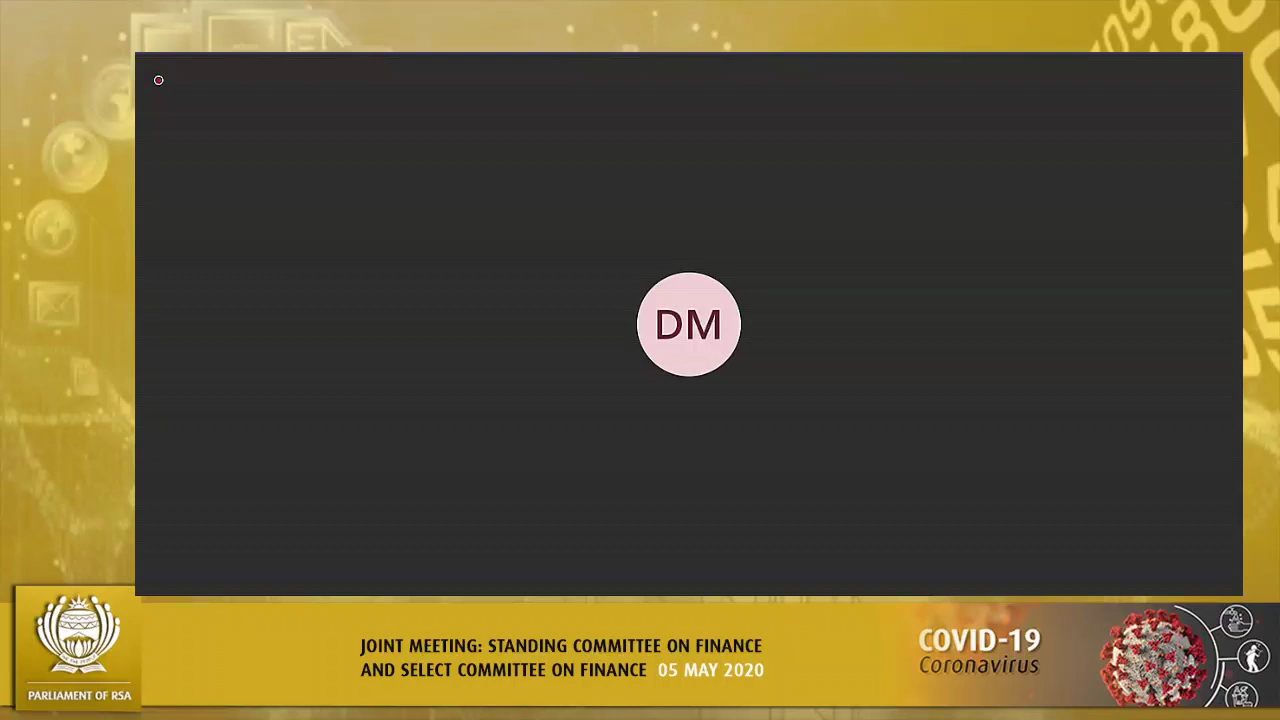 DM
JOINT MEETING: STANDING COMMITTEE ON FINANCE
AND SELECT COMMITTEE ON FINANCE 05 MAY 2020
COVID-19
Coronavirus
PARLIAMENT OF RSA